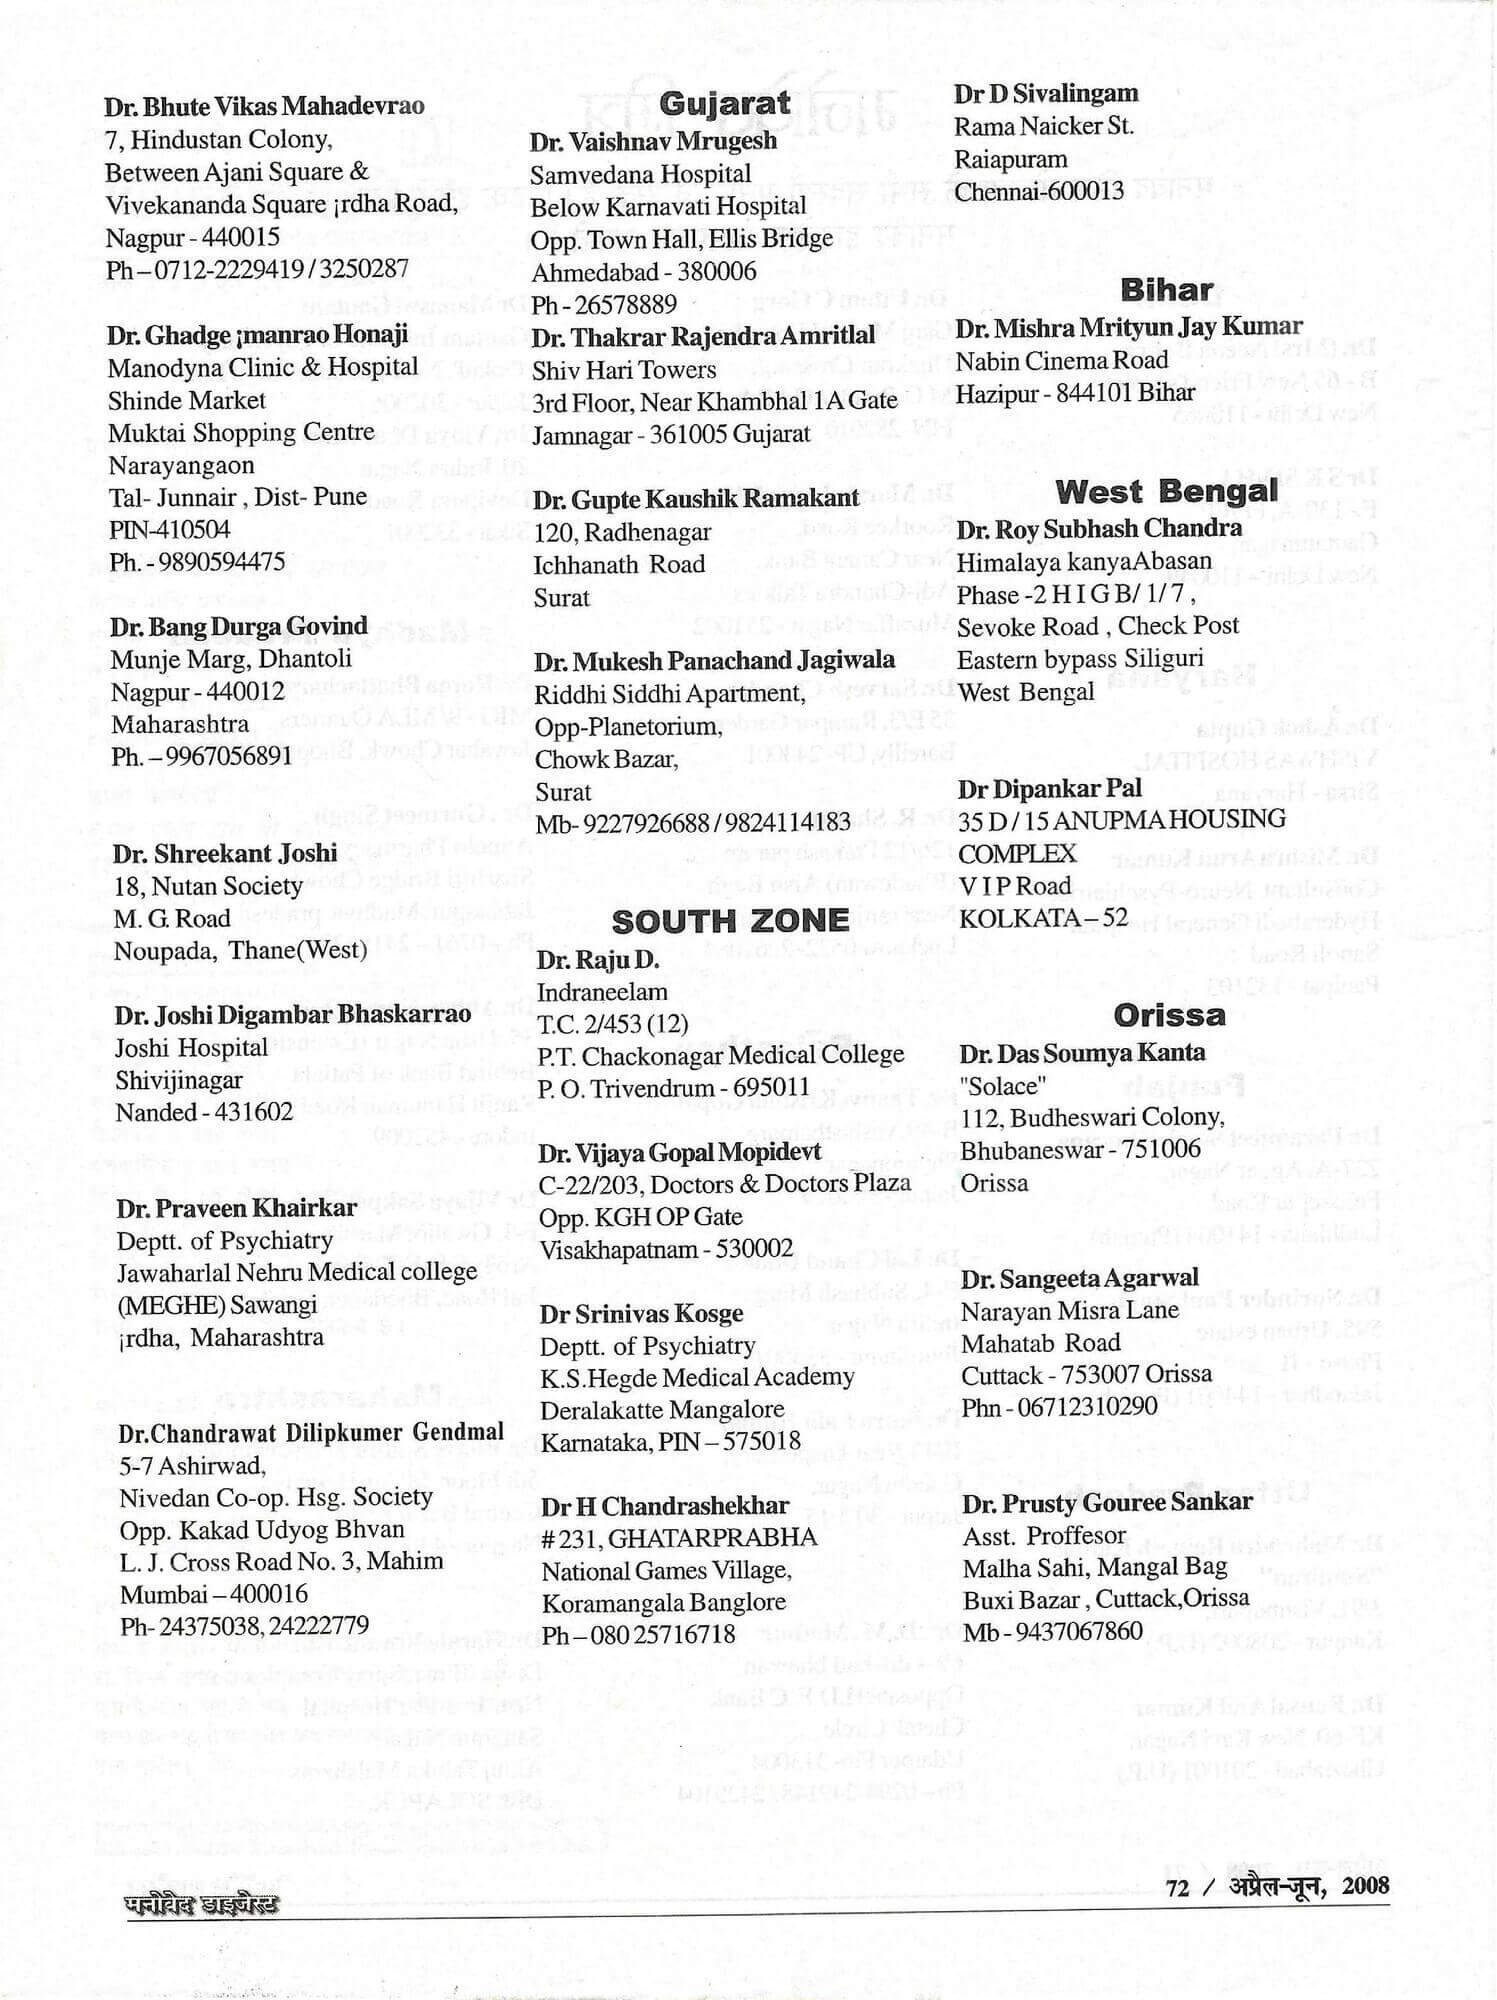 Dr. Bhute Vikas Mahadevrao
7, Hindustan Colony,
Between Ajani Square &
Vivekananda Square ¡rdha Road,
Nagpur - 440015
Ph – 0712-2229419 / 3250287
Dr. Ghadge ¡manrao Honaji
Manodyna Clinic & Hospital
Shinde Market
Muktai Shopping Centre
Narayangaon
Tal- Junnair , Dist- Pune
PIN-410504
Ph. - 9890594475
Dr. Bang Durga Govind
Munje Marg, Dhantoli
Nagpur - 440012
Maharashtra
Ph. – 9967056891
Dr. Shreekant Joshi
18, Nutan Society
M. G. Road
Noupada, Thane(West)
Dr. Joshi Digambar Bhaskarrao
Joshi Hospital
Shivijinagar
Nanded - 431602
Dr. Praveen Khairkar
Deptt. of Psychiatry
Jawaharlal Nehru Medical college
(MEGHE) Sawangi
¡rdha, Maharashtra
Dr.Chandrawat Dilipkumer Gendmal
5-7 Ashirwad,
Nivedan Co-op. Hsg. Society
Opp. Kakad Udyog Bhvan
L. J. Cross Road No. 3, Mahim
Mumbai – 400016
Ph- 24375038, 24222779
Gujarat
Dr. Vaishnav Mrugesh
Samvedana Hospital
Below Karnavati Hospital
Opp. Town Hall, Ellis Bridge
Ahmedabad - 380006
Ph - 26578889
Dr. Thakrar Rajendra Amritlal
Shiv Hari Towers
3rd Floor, Near Khambhal 1A Gate
Jamnagar - 361005 Gujarat
Dr. Gupte Kaushik Ramakant
120, Radhenagar
Ichhanath Road
Surat
Dr. Mukesh Panachand Jagiwala
Riddhi Siddhi Apartment,
Opp-Planetorium,
Chowk Bazar,
Surat
Mb- 9227926688 / 9824114183
SOUTH ZONE
Dr. Raju D.
Indraneelam
T.C. 2/453 (12)
P.T. Chackonagar Medical College
P. O. Trivendrum - 695011
Dr. Vijaya Gopal Mopidevt
C-22/203, Doctors & Doctors Plaza
Opp. KGH OP Gate
Visakhapatnam - 530002
Dr Srinivas Kosge
Deptt. of Psychiatry
K.S.Hegde Medical Academy
Deralakatte Mangalore
Karnataka, PIN – 575018
Dr H Chandrashekhar
# 231, GHATARPRABHA
National Games Village,
Koramangala Banglore
Ph – 080 25716718
Dr D Sivalingam
Rama Naicker St.
Raiapuram
Chennai-600013
Bihar
Dr. Mishra Mrityun Jay Kumar
Nabin Cinema Road
Hazipur - 844101 Bihar
West Bengal
Dr. Roy Subhash Chandra
Himalaya kanyaAbasan
Phase -2 H I G B/ 1/ 7 ,
Sevoke Road , Check Post
Eastern bypass Siliguri
West Bengal
Dr Dipankar Pal
35 D / 15 ANUPMA HOUSING
COMPLEX
V I P Road
KOLKATA – 52
Orissa
Dr. Das Soumya Kanta
"Solace"
112, Budheswari Colony,
Bhubaneswar - 751006
Orissa
Dr. Sangeeta Agarwal
Narayan Misra Lane
Mahatab Road
Cuttack - 753007 Orissa
Phn - 06712310290
Dr. Prusty Gouree Sankar
Asst. Proffesor
Malha Sahi, Mangal Bag
Buxi Bazar , Cuttack,Orissa
Mb - 9437067860
मनोवेद डाइजेस्ट
72 / अप्रैल-जून, 2008